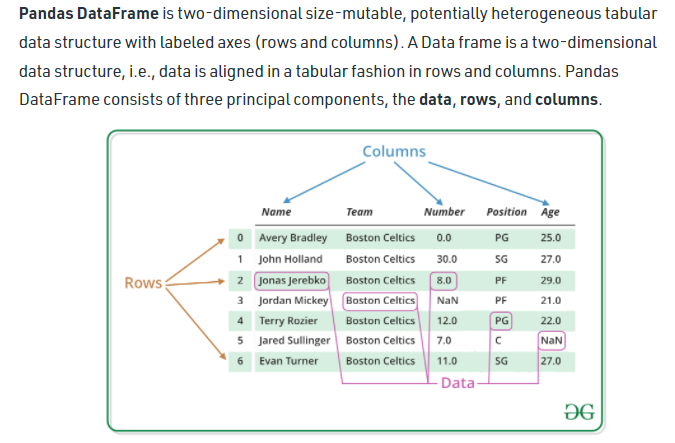 Pandas DataFrame is two-dimensional size-mutable, potentially heterogeneous tabular
data structure with labeled axes (rows and columns). A Data frame is a two-dimensional
data structure, i.e., data is aligned in a tabular fashion in rows and columns. Pandas
DataFrame consists of three principal components, the data, rows, and columns.
Columns
Name Team Number Position Age
0 Avery Bradley Boston Celtics 0.0 PG 25.0
1 John Holland Boston Celtics 30.0 SG 27.0
Rows
2 Jonas Jerebko Boston Celtics 8.0 PF 29.0
3 Jordan Mickey Boston Celtics NaN PF 21.0
4 Terry Rozier Boston Celtics 12.0 PG 22.0
5 Jared Sullinger Boston Celtics 7.0 C NaN
6 Evan Turner Boston Celtics 11.0 SG 27.0
Data